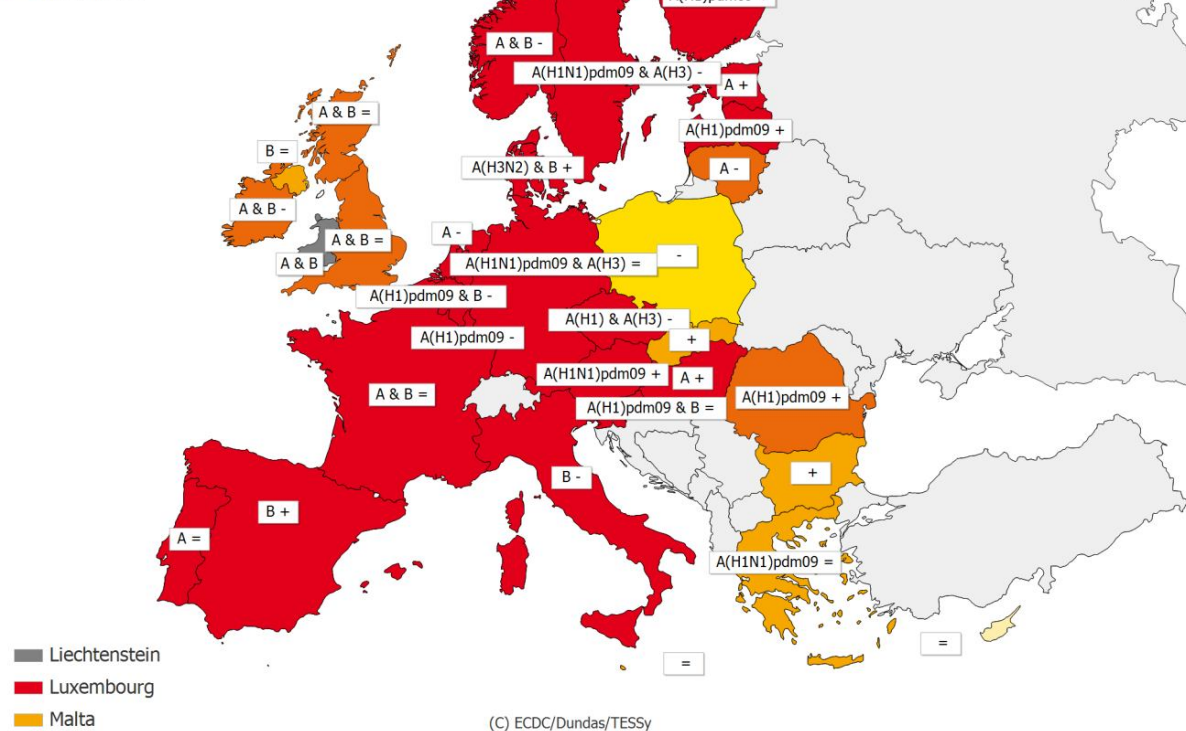 A & B -
A(H1N1)pdm09 & A(H3) -
A +
A & B =
A(H1)pdm09 +
B =
A(H3N2) & B +
A -
A & B -
A -
A & B =
A & B
A(H1N1)pdm09 & A(H3) =
-
A(H1)pdm09 & B -
A(H1) & A(H3) -
A(H1)pdm09 -
+
A(H1N1)pdm09 +
A +
A & B =
A(H1)pdm09 +
A(H1)pdm09 & B =
B -
+
B +
A =
A(H1N1)pdm09 =
=
=
Liechtenstein
Luxembourg
Malta
(C) ECDC/Dundas/TESSy